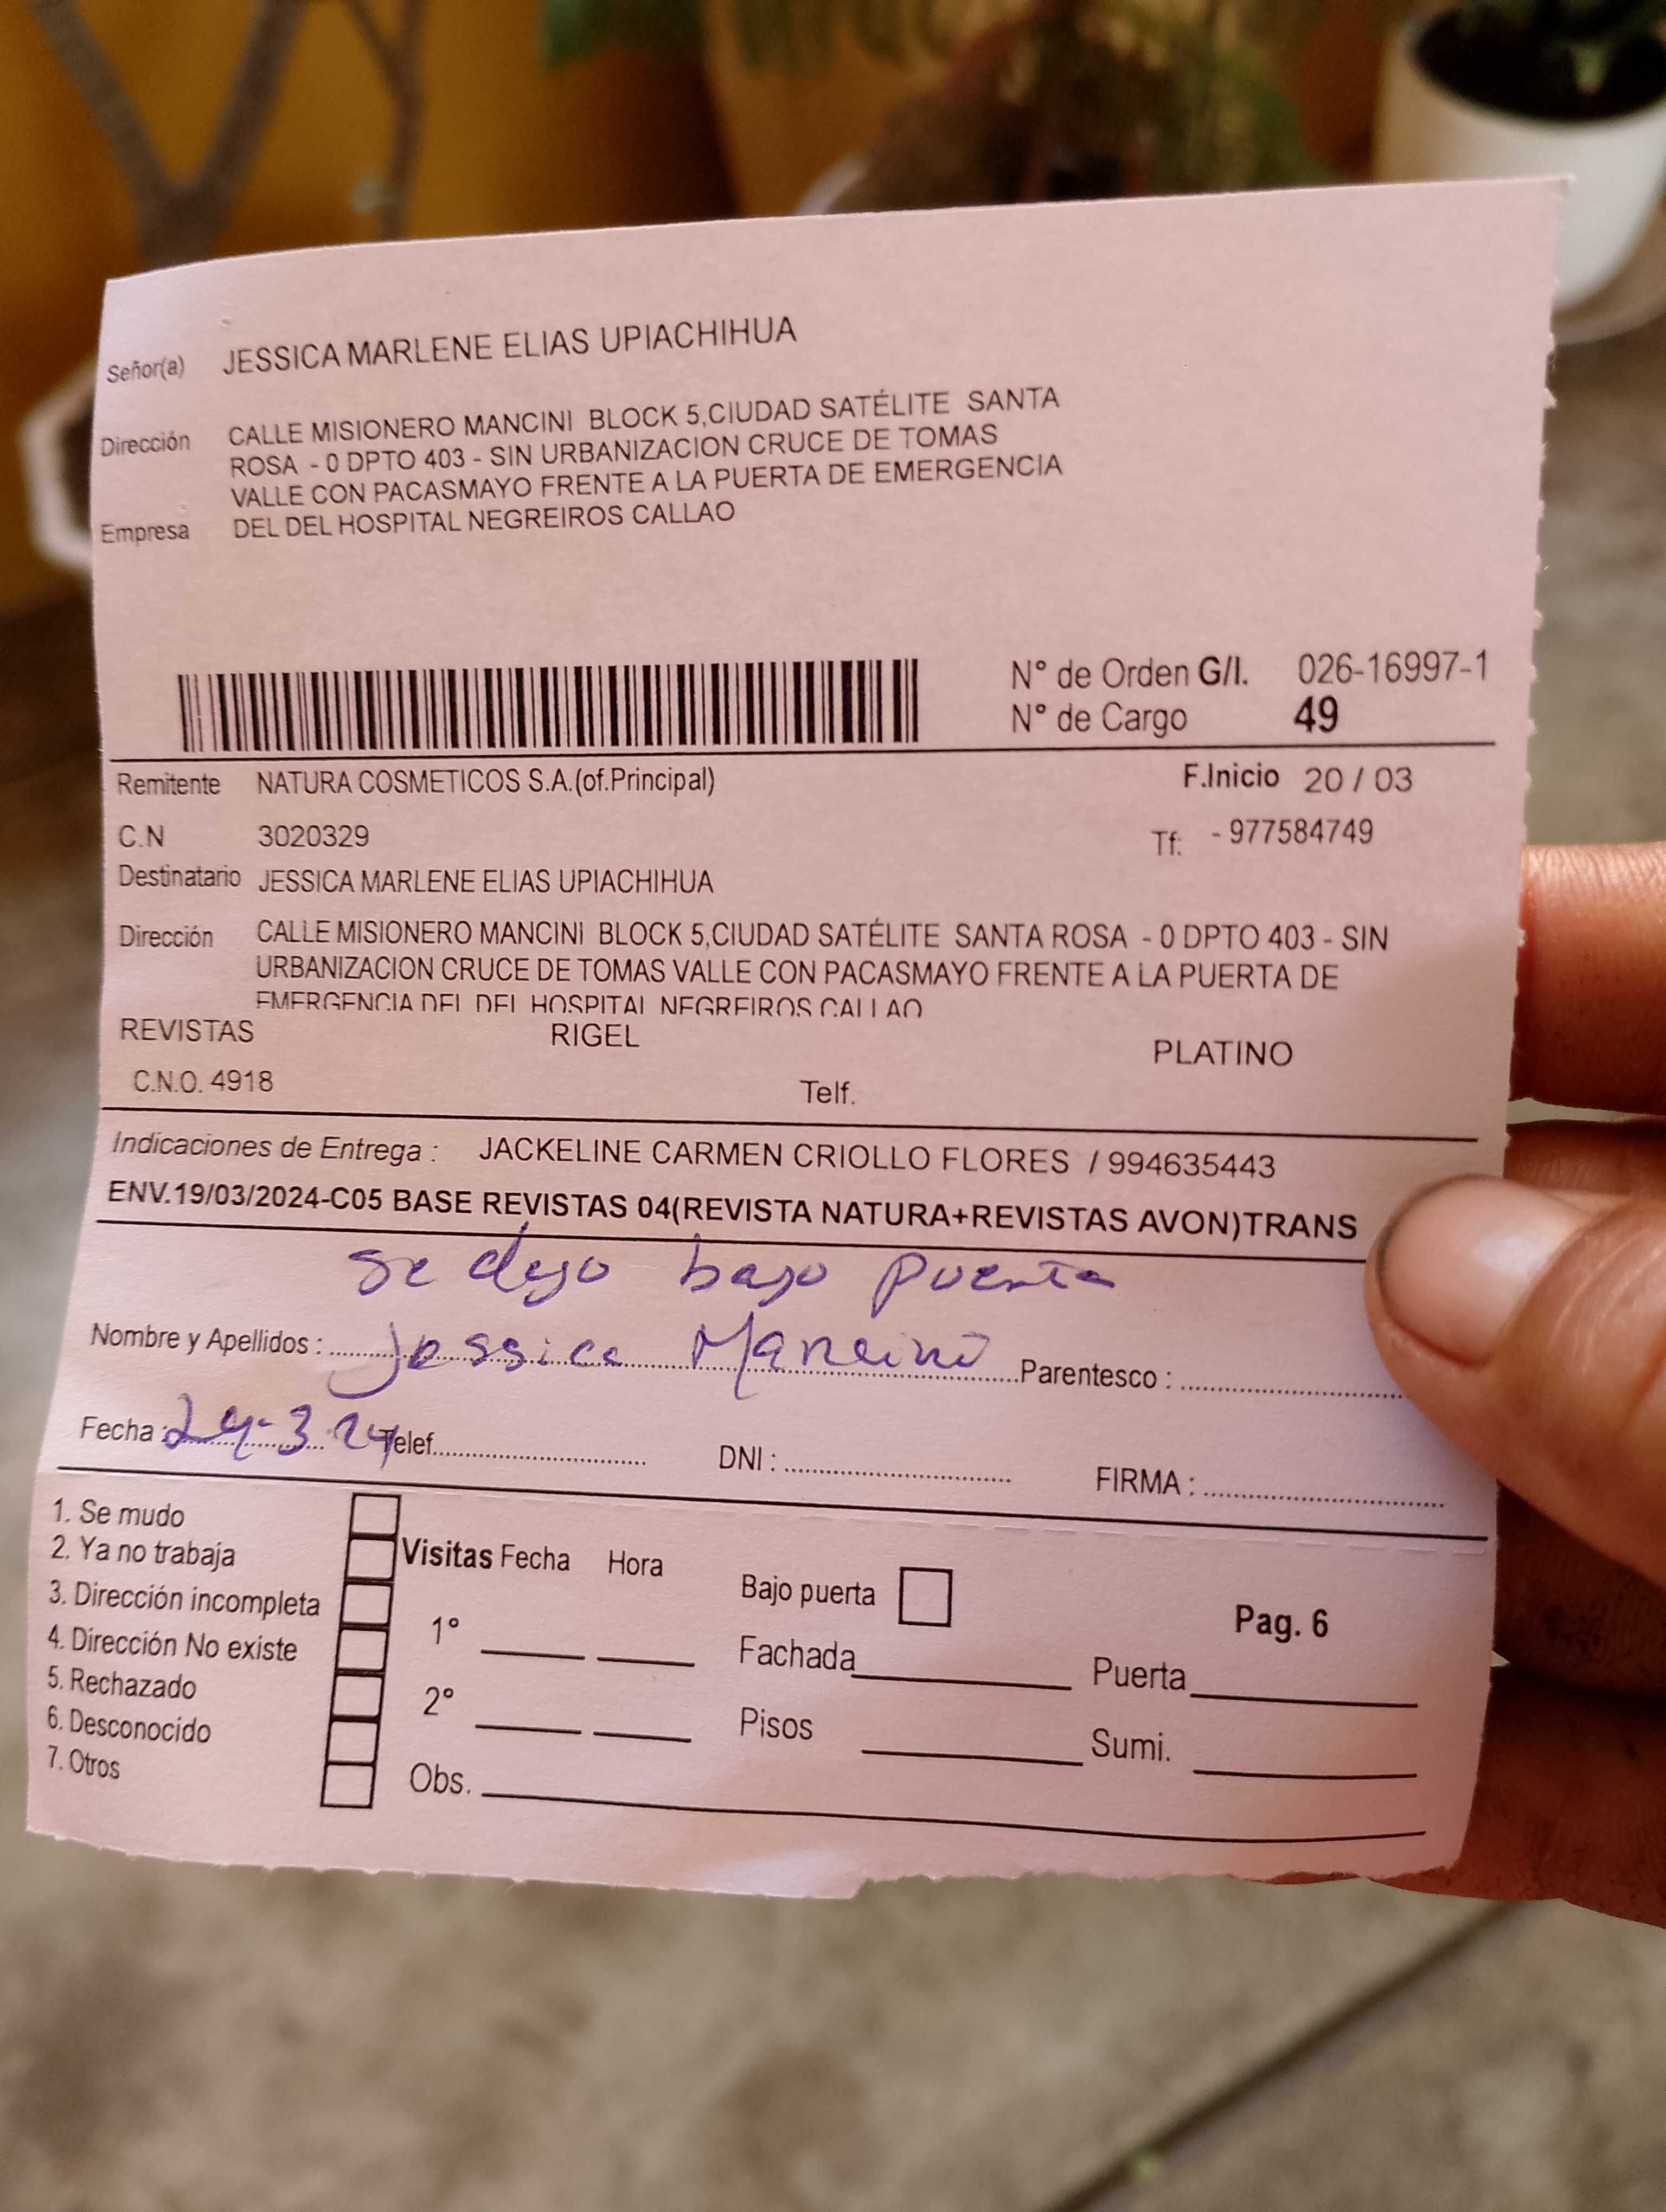 Señor(a) JESSICA MARLENE ELIAS UPIACHIHUA
Dirección CALLE MISIONERO MANCINI BLOCK 5,CIUDAD SATÉLITE SANTA
ROSA - 0 DPTO 403 - SIN URBANIZACION CRUCE DE TOMAS
VALLE CON PACASMAYO FRENTE A LA PUERTA DE EMERGENCIA
Empresa DEL DEL HOSPITAL NEGREIROS CALLAO
N° de Orden G/I. 026-16997-1
N° de Cargo 49
Remitente NATURA COSMETICOS S.A.(of.Principal) F.Inicio 20 / 03
C.N 3020329 Tf: - 977584749
Destinatario JESSICA MARLENE ELIAS UPIACHIHUA
Dirección CALLE MISIONERO MANCINI BLOCK 5,CIUDAD SATÉLITE SANTA ROSA - 0 DPTO 403 - SIN
URBANIZACION CRUCE DE TOMAS VALLE CON PACASMAYO FRENTE A LA PUERTA DE
EMERGENCIA DEL DEL HOSPITAL NEGREIROS CALLAO
REVISTAS RIGEL PLATINO
C.N.O. 4918 Telf.
Indicaciones de Entrega : JACKELINE CARMEN CRIOLLO FLORES / 994635443
ENV.19/03/2024-C05 BASE REVISTAS 04(REVISTA NATURA+REVISTAS AVON)TRANS
Se dejo bajo puerta
Nombre y Apellidos : Jessica Mancini Parentesco :
Fecha : 24-3-24 Telef. DNI : FIRMA :
1. Se mudo
2. Ya no trabaja Visitas Fecha Hora Bajo puerta
3. Dirección incompleta 1° Pag. 6
4. Dirección No existe Fachada Puerta
5. Rechazado 2°
6. Desconocido Pisos Sumi.
7. Otros Obs.